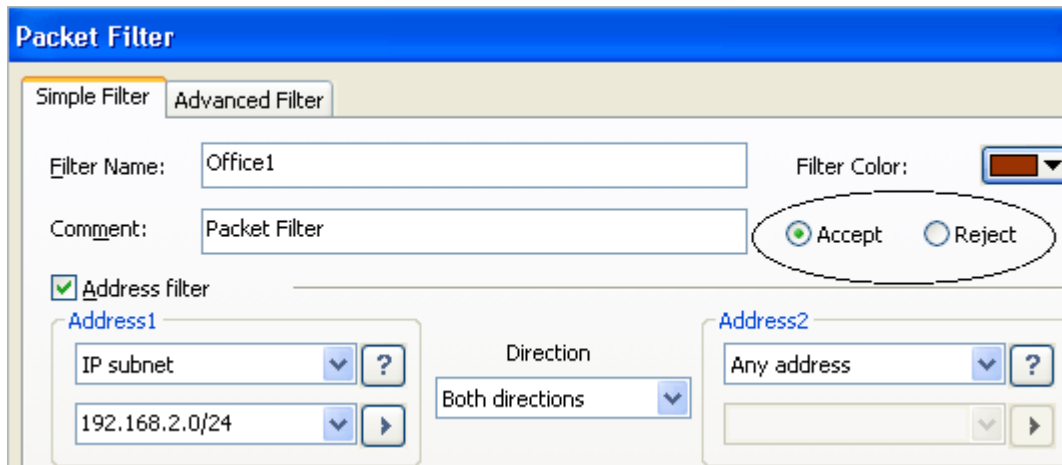 Packet Filter
Simple Filter Advanced Filter
Filter Name: Office1 Filter Color:
Comment: Packet Filter Accept Reject
Address filter
Address1 Address2
Direction
IP subnet ? Any address ?
Both directions
192.168.2.0/24